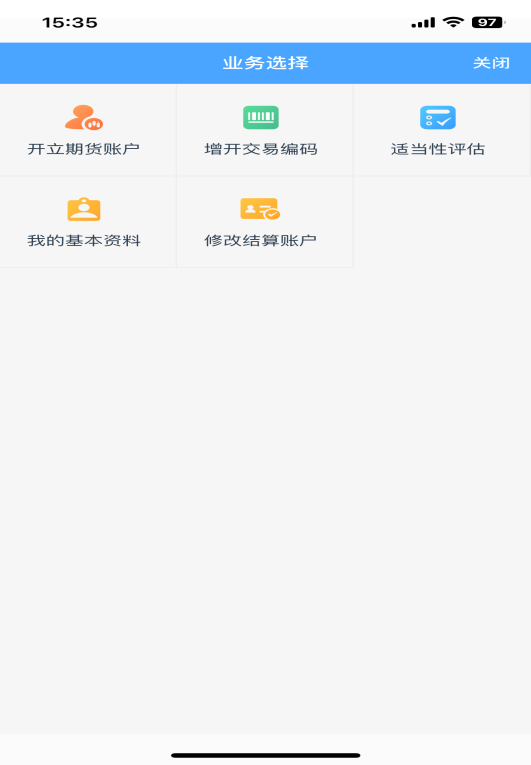 15:35
97
业务选择
关闭
开立期货账户
增开交易编码
适当性评估
我的基本资料
修改结算账户